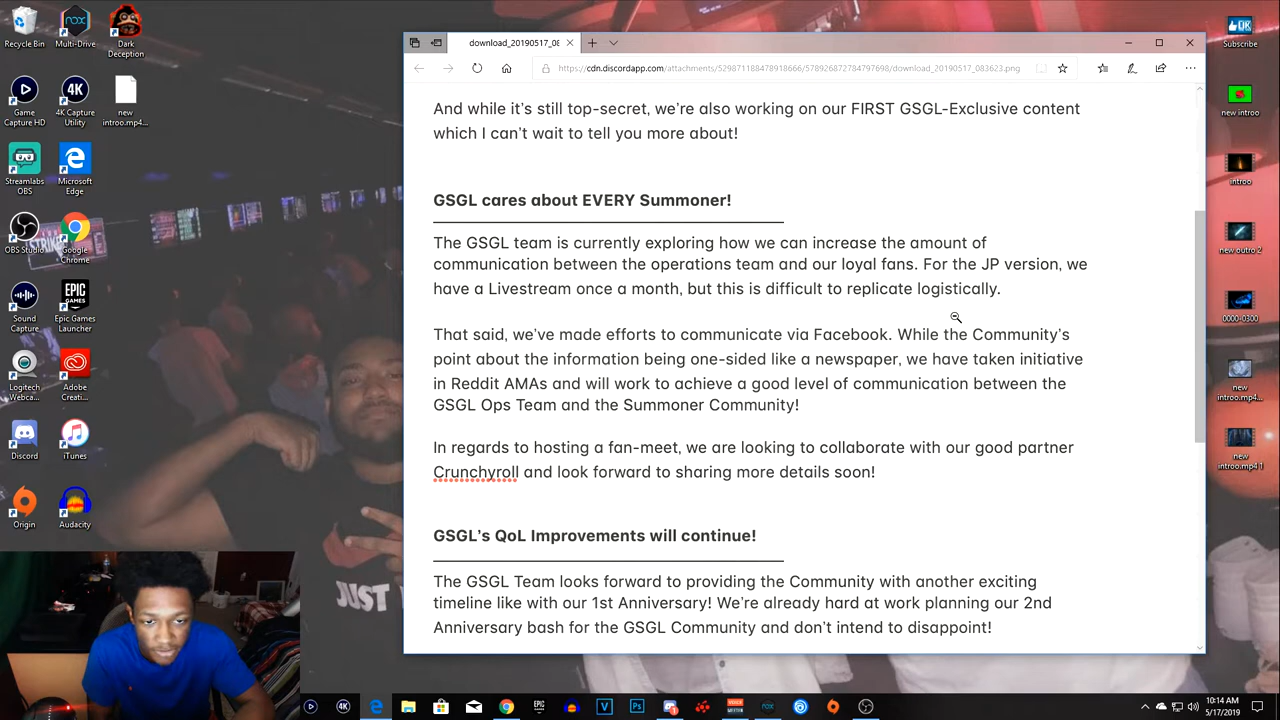 Recycle Bin
Multi-Drive
Dark
Deception
Game
Capture HD
4K Capture
Utility
new
intro.mp4...
Streamlabs
OBS
Microsoft
Edge
OBS Studio
Google
Chrome
Sound
Capture
Epic Games
Launcher
Logitech
Webca...
Adobe
Creati...
Discord
iTunes
Origin
Audacity
JUST
download_20190517_08
https://cdn.discordapp.com/attachments/529871188478918666/578926872784797698/download_20190517_083623.png
And while it's still top-secret, we're also working on our FIRST GSGL-Exclusive content
which I can't wait to tell you more about!
GSGL cares about EVERY Summoner!
The GSGL team is currently exploring how we can increase the amount of
communication between the operations team and our loyal fans. For the JP version, we
have a Livestream once a month, but this is difficult to replicate logistically.
That said, we've made efforts to communicate via Facebook. While the Community's
point about the information being one-sided like a newspaper, we have taken initiative
in Reddit AMAs and will work to achieve a good level of communication between the
GSGL Ops Team and the Summoner Community!
In regards to hosting a fan-meet, we are looking to collaborate with our good partner
Crunchyroll and look forward to sharing more details soon!
GSGL's QoL Improvements will continue!
The GSGL Team looks forward to providing the Community with another exciting
timeline like with our 1st Anniversary! We're already hard at work planning our 2nd
Anniversary bash for the GSGL Community and don't intend to disappoint!
Subscribe
new intro
introo
new outro 2
0000-0300
new
introo.mp4...
new
introo.mp4 1
10:14 AM
5/17/2019